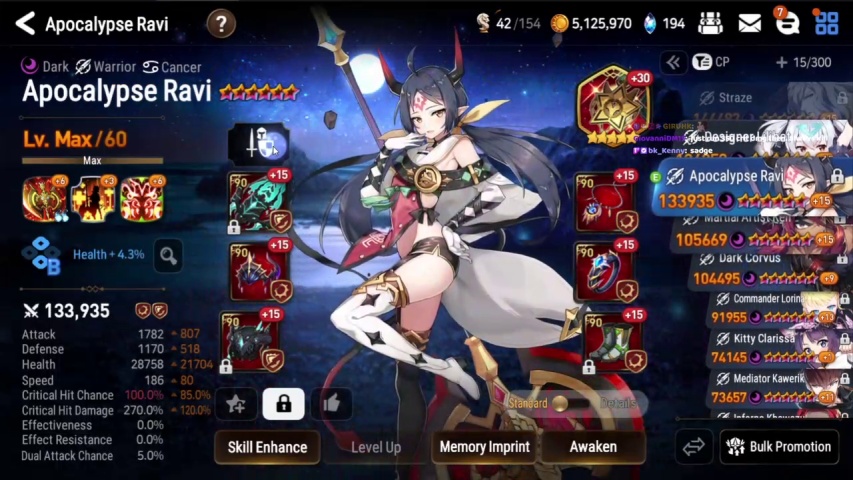 Apocalypse Ravi
?
42/154
5,125,970
194
7
Dark Warrior Cancer
Apocalypse Ravi
+30
CP
15/300
Lv. Max/60
Max
+6
+3
+6
Health + 4.3%
B
133,935
Attack 1782 807
Defense 1170 518
Health 28758 21704
Speed 186 80
Critical Hit Chance 100.0% 85.0%
Critical Hit Damage 270.0% 120.0%
Effectiveness 0.0%
Effect Resistance 0.0%
Dual Attack Chance 5.0%
90 +15
90 +15
90 +15
90 +15
90 +15
90 +15
Standard
Details
Skill Enhance
Level Up
Memory Imprint
Awaken
Straze
bk_Kenny: sadge
E
Apocalypse Ravi
133935 +15
Martial Artist Ken
105669 +15
Dark Corvus
104495 +9
Commander Lorina
91955
Kitty Clarissa
74145
Mediator Kawerik
73657
Bulk Promotion